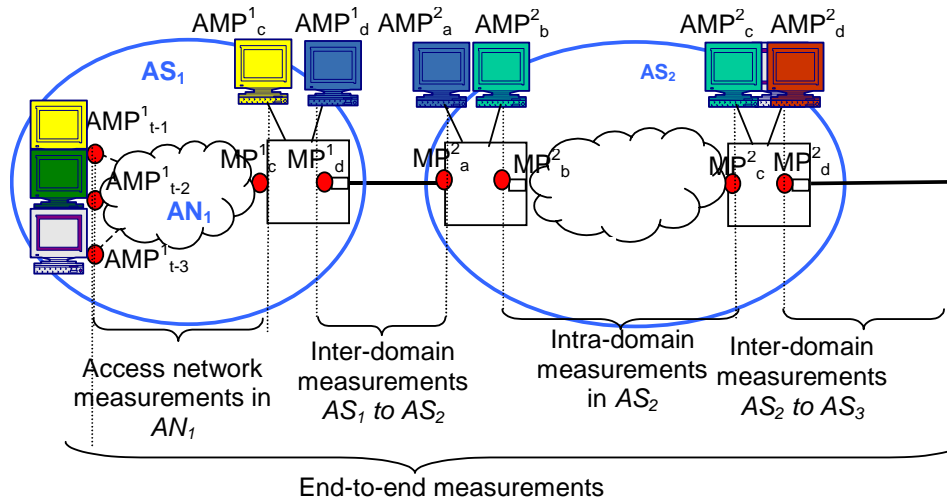 AMP¹c AMP¹d AMP²a AMP²b AMP²c AMP²d
AS₁ AS₂
AMP¹t-1
MP¹c MP¹d MP²a MP²b MP²c MP²d
AMP¹t-2
AN₁
AMP¹t-3
Access network
measurements in
AN₁
Inter-domain
measurements
AS₁ to AS₂
Intra-domain
measurements
in AS₂
Inter-domain
measurements
AS₂ to AS₃
End-to-end measurements